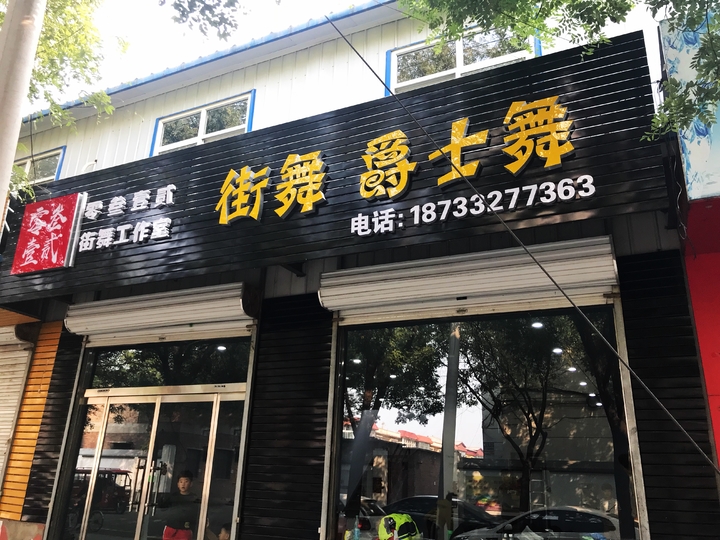 零叁
壹贰
零叁壹贰
街舞工作室
街舞 爵士舞
电话: 18733277363